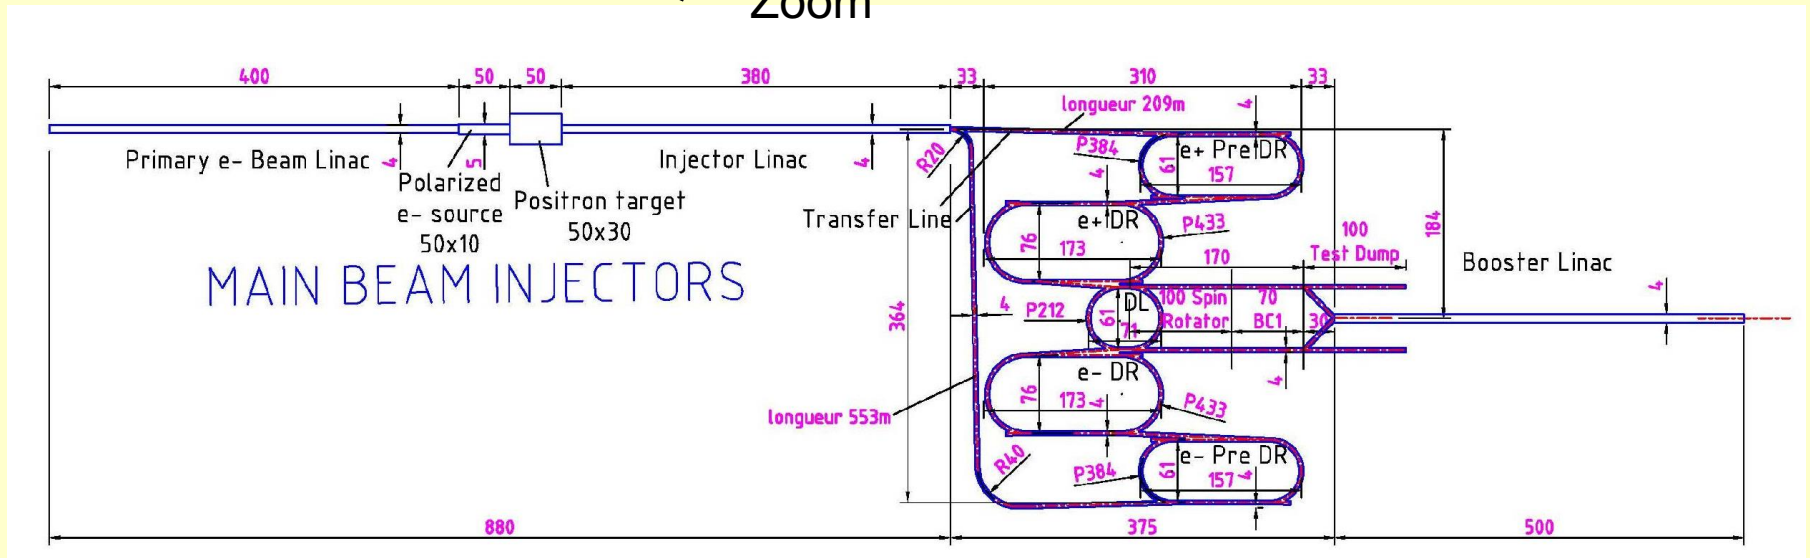 Zoom
400
50
50
380
33
310
33
longueur 209m
4
Primary e- Beam Linac
4
5
Injector Linac
4
R20
P384
61
e+ Pre DR
157
Polarized
e- source
50x10
Positron target
50x30
Transfer Line
4
e+ DR
76
173
P433
170
184
100
Test Dump
Booster Linac
4
MAIN BEAM INJECTORS
364
4
P212
61
DL
71
100 Spin
Rotator
70
BC1
30
4
e- DR
76
173
4
P433
longueur 553m
R40
P384
61
e- Pre DR
157
4
880
375
500